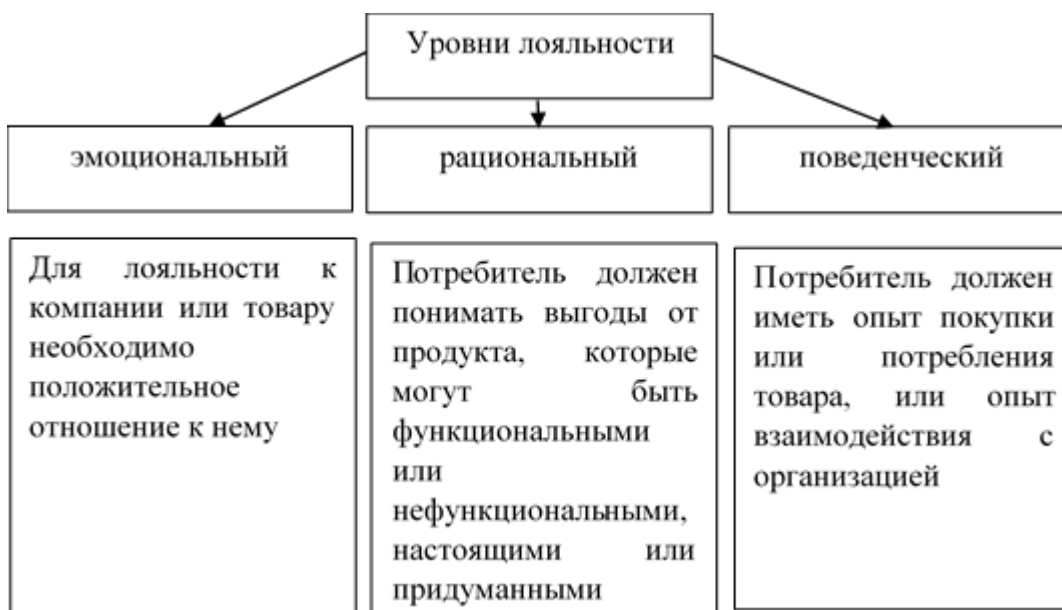 Уровни лояльности
эмоциональный
рациональный
поведенческий
Для лояльности к
компании или товару
необходимо
положительное
отношение к нему
Потребитель должен
понимать выгоды от
продукта, которые
могут быть
функциональными
или
нефункциональными,
настоящими или
придуманными
Потребитель должен
иметь опыт покупки
или потребления
товара, или опыт
взаимодействия с
организацией